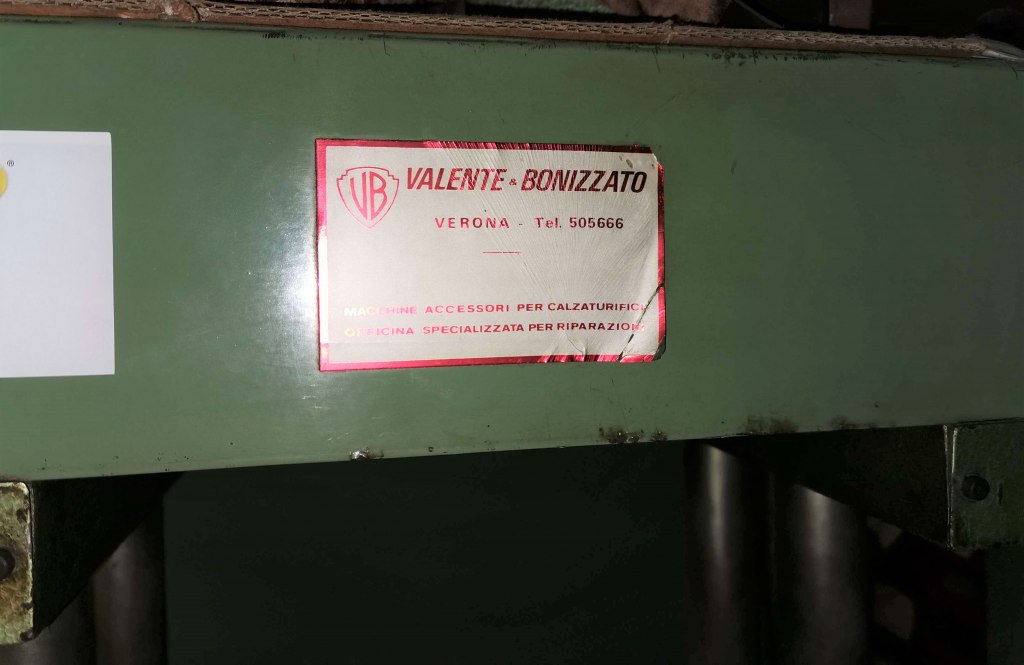 ®
VB VALENTE & BONIZZATO
VERONA - Tel. 505666
MACCHINE ACCESSORI PER CALZATURIFICI
OFFICINA SPECIALIZZATA PER RIPARAZIONI